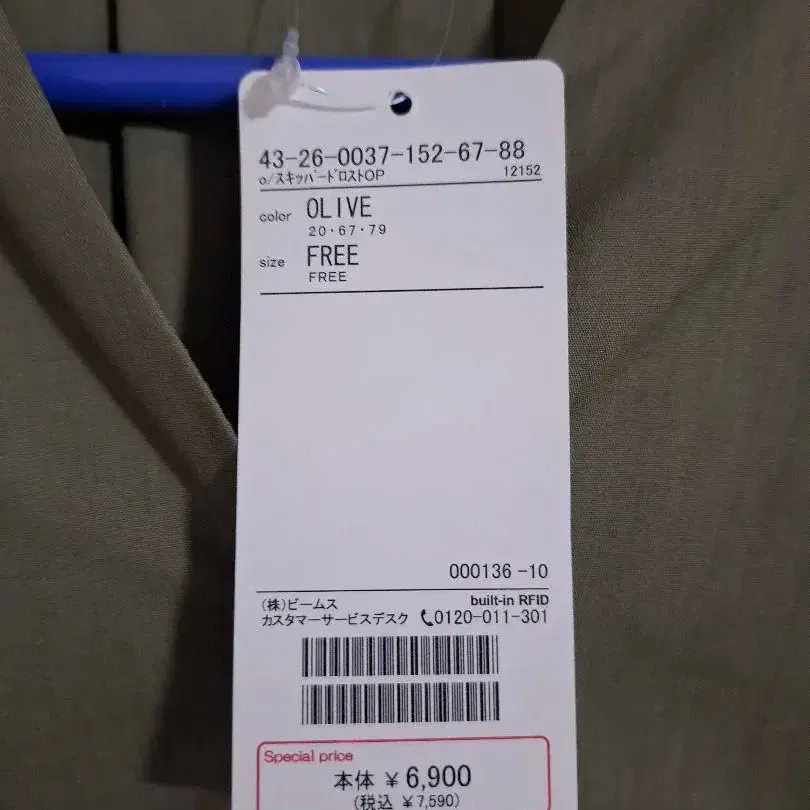 43-26-0037-152-67-88
o/ｽｷｯﾊﾟｰﾄﾞﾛｽﾄOP 12152
color OLIVE
20・67・79
size FREE
FREE
000136 -10
(株)ビームス built-in RFID
カスタマーサービスデスク 0120-011-301
Special price
本体 ¥ 6,900
(税込 ¥ 7,590)